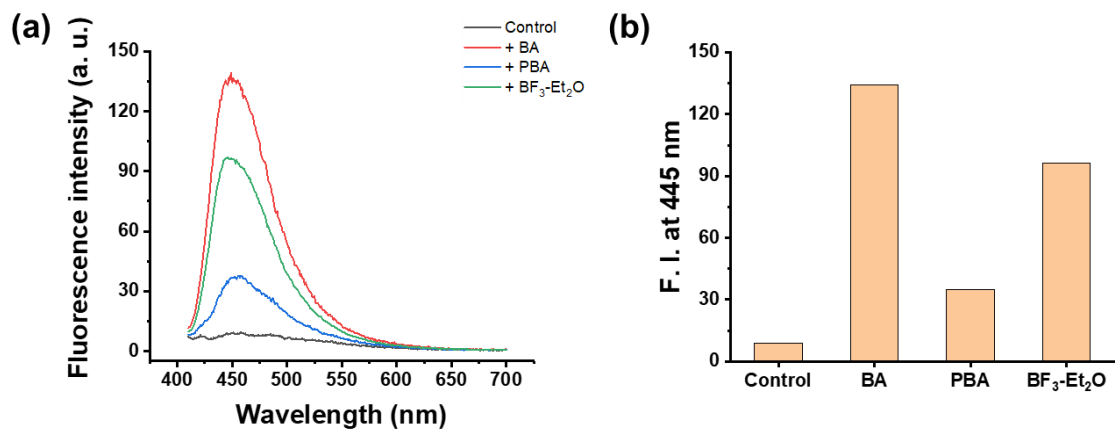 (a)
Control
+ BA
+ PBA
+ BF₃-Et₂O
Fluorescence intensity (a. u.)
150
120
90
60
30
0
400 450 500 550 600 650 700
Wavelength (nm)
(b)
F. I. at 445 nm
150
120
90
60
30
0
Control BA PBA BF₃-Et₂O